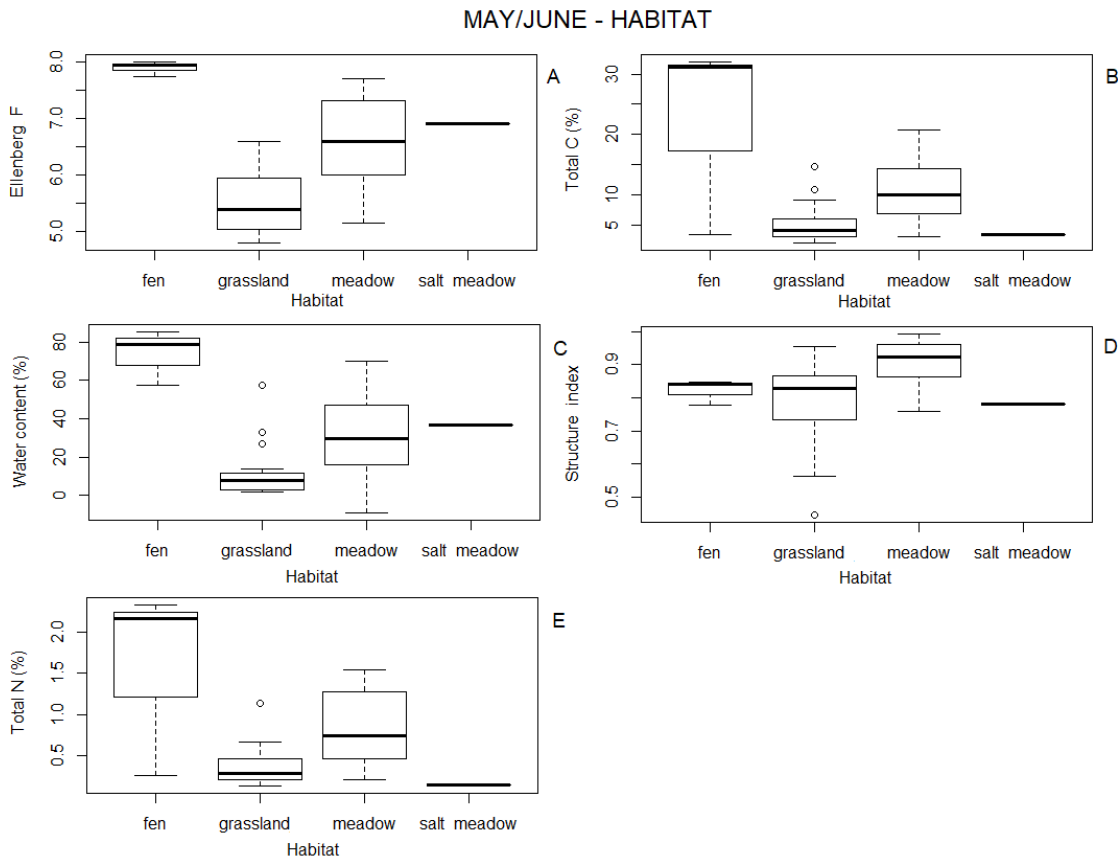 MAY/JUNE - HABITAT
A
Ellenberg F
8.0
7.0
6.0
5.0
fen grassland meadow salt meadow
Habitat
B
Total C (%)
30
20
10
5
fen grassland meadow salt meadow
Habitat
C
Water content (%)
80
60
40
20
0
fen grassland meadow salt meadow
Habitat
D
Structure index
0.9
0.7
0.5
fen grassland meadow salt meadow
Habitat
E
Total N (%)
2.0
1.5
1.0
0.5
fen grassland meadow salt meadow
Habitat